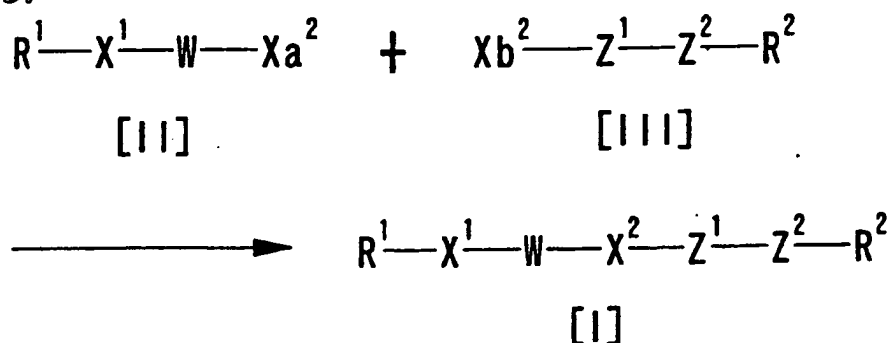 R¹—X¹—W—Xa² + Xb²—Z¹—Z²—R²
[II] [III]
R¹—X¹—W—X²—Z¹—Z²—R²
[I]